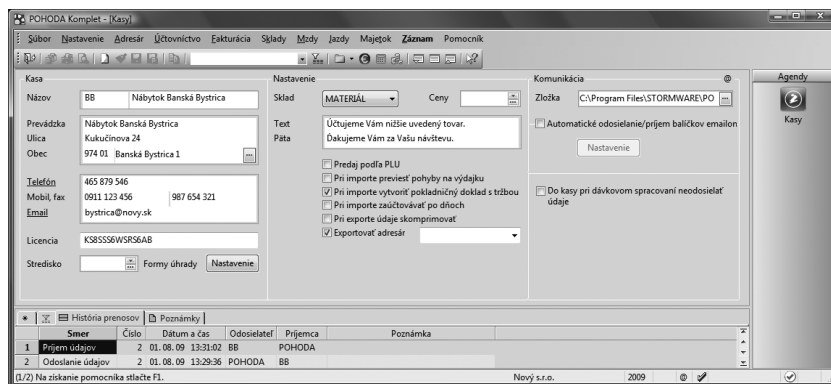 POHODA Komplet - [Kasy]
Súbor Nastavenie Adresár Účtovníctvo Fakturácia Sklady Mzdy Jazdy Majetok Záznam Pomocník
Kasa
Názov BB Nábytok Banská Bystrica
Prevádzka Nábytok Banská Bystrica
Ulica Kukučínova 24
Obec 974 01 Banská Bystrica 1 ...
Telefón 465 879 546
Mobil, fax 0911 123 456 987 654 321
Email bystrica@novy.sk
Licencia KS8SSS6WSRS6AB
Stredisko Formy úhrady Nastavenie
Nastavenie
Sklad MATERIÁL Ceny
Text Účtujeme Vám nižšie uvedený tovar.
Päta Ďakujeme Vám za Vašu návštevu.
Predaj podľa PLU
Pri importe previesť pohyby na výdajku
Pri importe vytvoriť pokladničný doklad s tržbou
Pri importe zaúčtovávať po dňoch
Pri exporte údaje skomprimovať
Exportovať adresár
Komunikácia @
Zložka C:\Program Files\STORMWARE\PO ...
Automatické odosielanie/príjem balíčkov emailon
Nastavenie
Do kasy pri dávkovom spracovaní neodosielať
údaje
Agendy
Kasy
* História prenosov Poznámky
Smer Číslo Dátum a čas Odosielateľ Príjemca Poznámka
1 Príjem údajov 2 01. 08. 09 13:31:02 BB POHODA
2 Odoslanie údajov 2 01. 08. 09 13:29:36 POHODA BB
(1/2) Na získanie pomocníka stlačte F1. Nový s.r.o. 2009 @